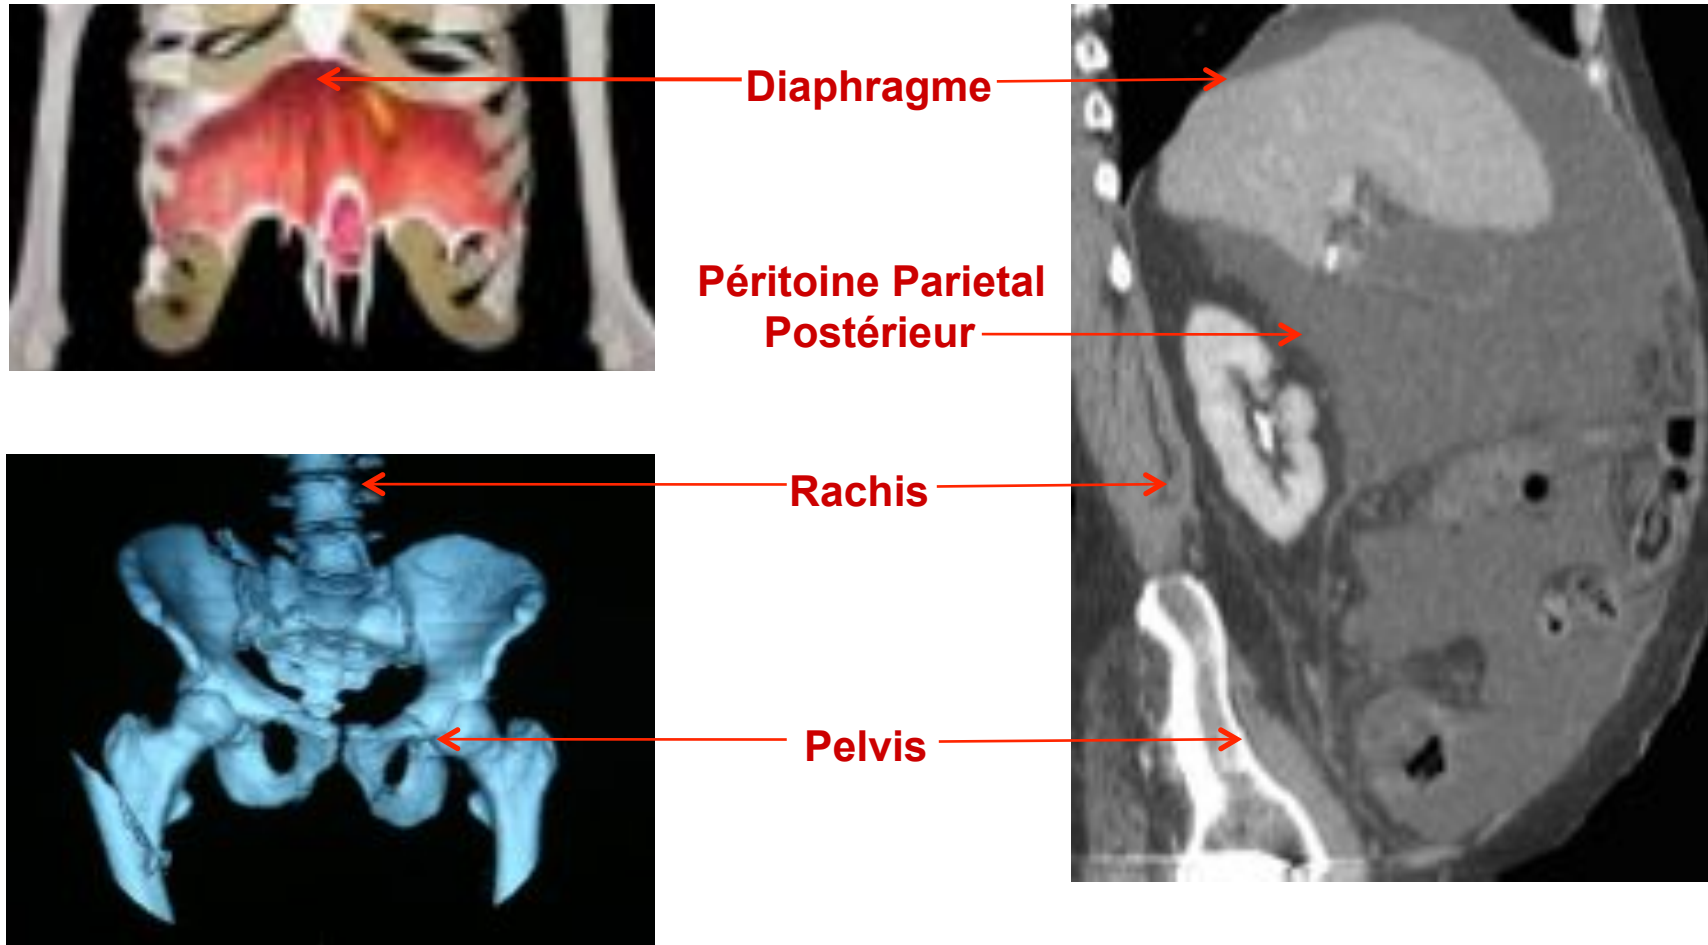 Diaphragme
Péritoine Parietal
Postérieur
Rachis
Pelvis